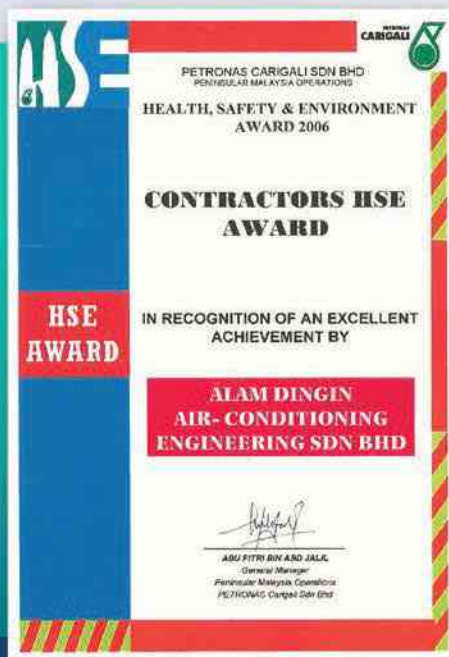 HSE
PETRONAS
CARIGALI
PETRONAS CARIGALI SDN BHD
PENINSULAR MALAYSIA OPERATIONS
HEALTH, SAFETY & ENVIRONMENT
AWARD 2006
CONTRACTORS HSE
AWARD
HSE
AWARD
IN RECOGNITION OF AN EXCELLENT
ACHIEVEMENT BY
ALAM DINGIN
AIR- CONDITIONING
ENGINEERING SDN BHD
ABU FITRI BIN ABD JALIL
General Manager
Peninsular Malaysia Operations
PETRONAS Carigali Sdn Bhd